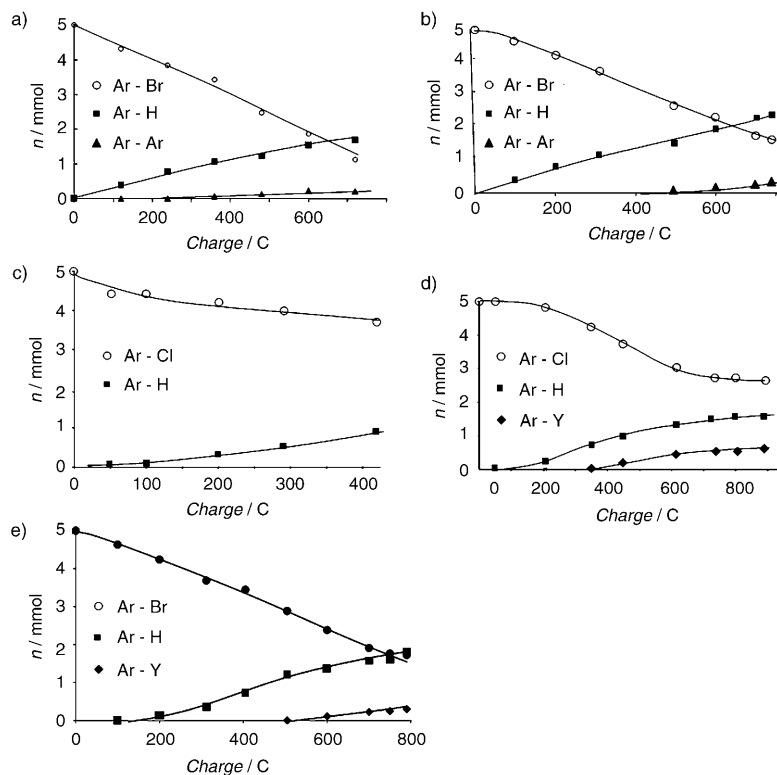 a)
n / mmol
5
4
3
2
1
0
Ar - Br
Ar - H
Ar - Ar
0 200 400 600
Charge / C
b)
n / mmol
5
4
3
2
1
0
Ar - Br
Ar - H
Ar - Ar
0 200 400 600
Charge / C
c)
n / mmol
5
4
5
2
1
0
Ar - Cl
Ar - H
0 100 200 300 400
Charge / C
d)
n / mmol
5
4
3
2
1
0
Ar - Cl
Ar - H
Ar - Y
0 200 400 600 800
Charge / C
e)
n / mmol
5
4
3
2
1
0
Ar - Br
Ar - H
Ar - Y
0 200 400 600 800
Charge / C